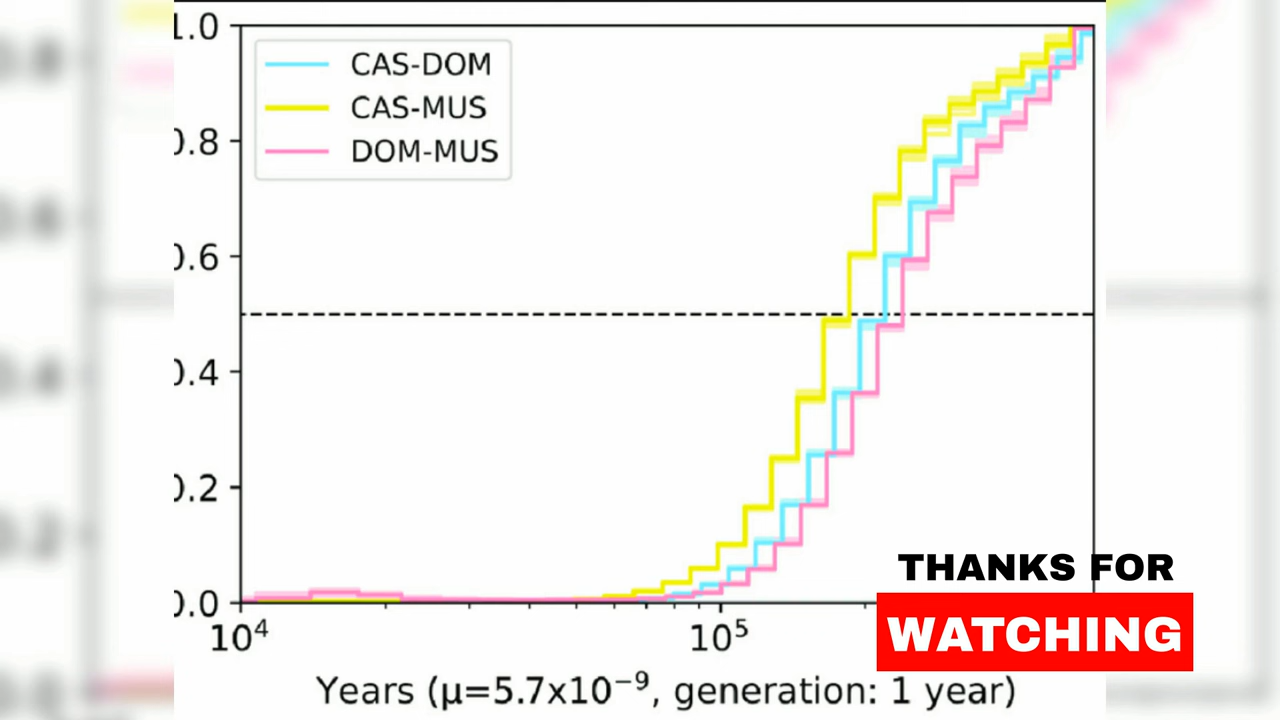 1.0
CAS-DOM
CAS-MUS
DOM-MUS
0.8
0.6
0.4
0.2
0.0
10⁴ 10⁵
THANKS FOR
WATCHING
Years (μ=5.7x10⁻⁹, generation: 1 year)